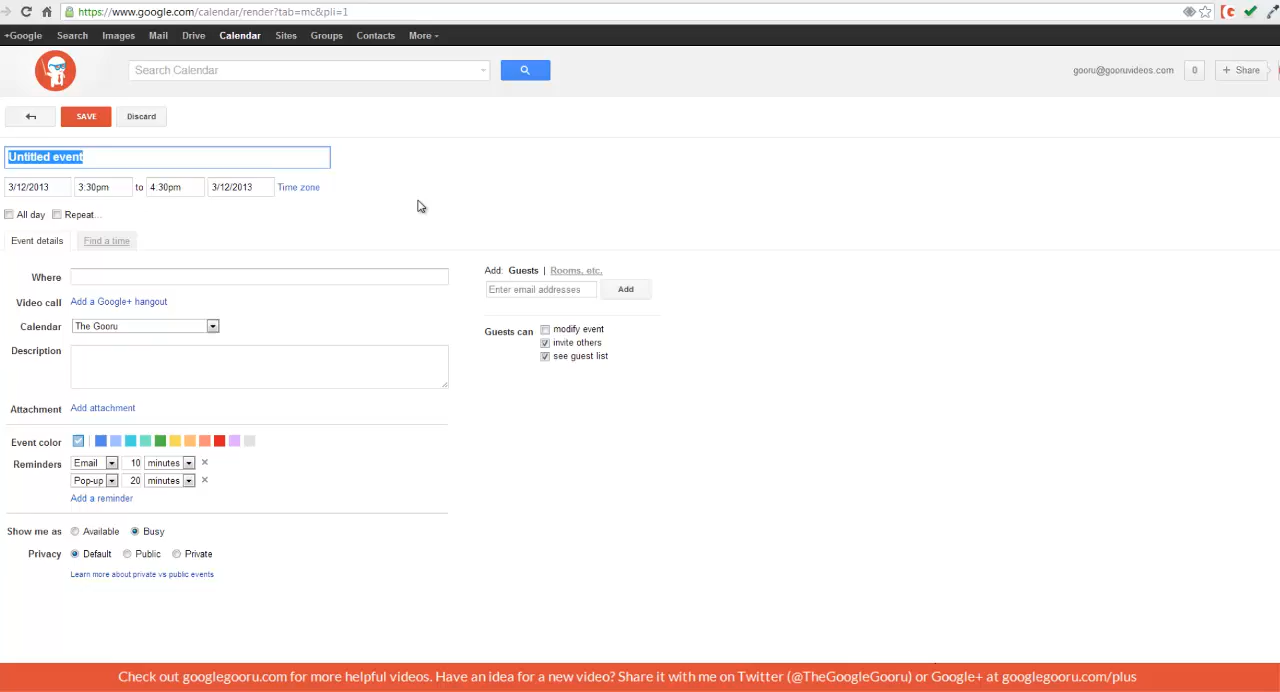 https://www.google.com/calendar/render?tab=mc&pli=1
+Google Search Images Mail Drive Calendar Sites Groups Contacts More
Search Calendar
gooru@gooruvideos.com 0 + Share
SAVE Discard
Untitled event
3/12/2013 3:30pm to 4:30pm 3/12/2013 Time zone
All day Repeat...
Event details Find a time
Where
Video call Add a Google+ hangout
Calendar The Gooru
Description
Attachment Add attachment
Event color
Reminders Email 10 minutes ×
Pop-up 20 minutes ×
Add a reminder
Show me as Available Busy
Privacy Default Public Private
Learn more about private vs public events
Add: Guests | Rooms, etc.
Enter email addresses Add
Guests can modify event
invite others
see guest list
Check out googlegooru.com for more helpful videos. Have an idea for a new video? Share it with me on Twitter (@TheGoogleGooru) or Google+ at googlegooru.com/plus